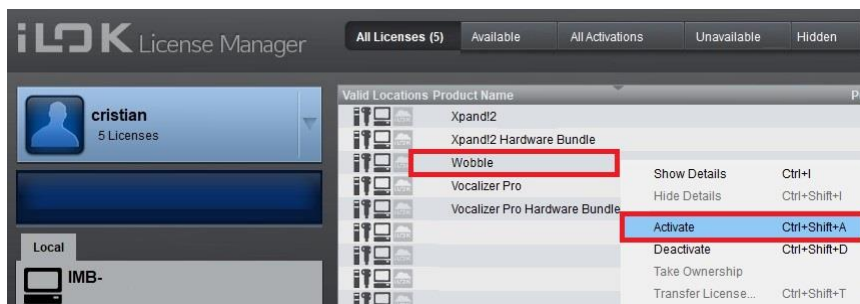 iLOK License Manager
All Licenses (5) Available All Activations Unavailable Hidden
cristian
5 Licenses
Valid Locations Product Name
Xpand!2
Xpand!2 Hardware Bundle
Wobble
Vocalizer Pro
Vocalizer Pro Hardware Bundle
Show Details Ctrl+I
Hide Details Ctrl+Shift+I
Activate Ctrl+Shift+A
Deactivate Ctrl+Shift+D
Take Ownership
Transfer License... Ctrl+Shift+T
Local
IMB-